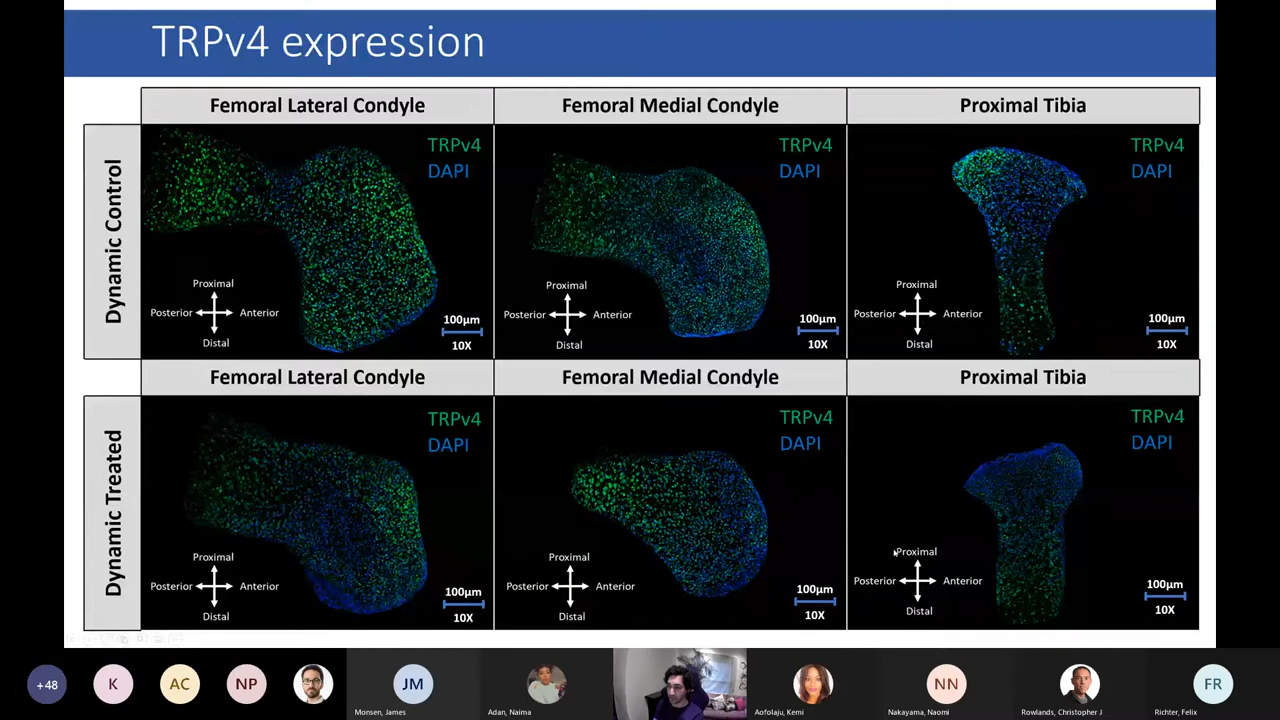 TRPv4 expression
Femoral Lateral Condyle
Femoral Medial Condyle
Proximal Tibia
Dynamic Control
TRPv4
DAPI
Proximal
Posterior
Anterior
Distal
100µm
10X
TRPv4
DAPI
Proximal
Posterior
Anterior
Distal
100µm
10X
TRPv4
DAPI
Proximal
Posterior
Anterior
Distal
100µm
10X
Femoral Lateral Condyle
Femoral Medial Condyle
Proximal Tibia
Dynamic Treated
TRPv4
DAPI
Proximal
Posterior
Anterior
Distal
100µm
10X
TRPv4
DAPI
Proximal
Posterior
Anterior
Distal
100µm
10X
TRPv4
DAPI
Proximal
Posterior
Anterior
Distal
100µm
10X
+48
K
AC
NP
JM
Monsen, James
Adan, Naima
Aofolaju, Kemi
NN
Nakayama, Naomi
Rowlands, Christopher J
FR
Richter, Felix